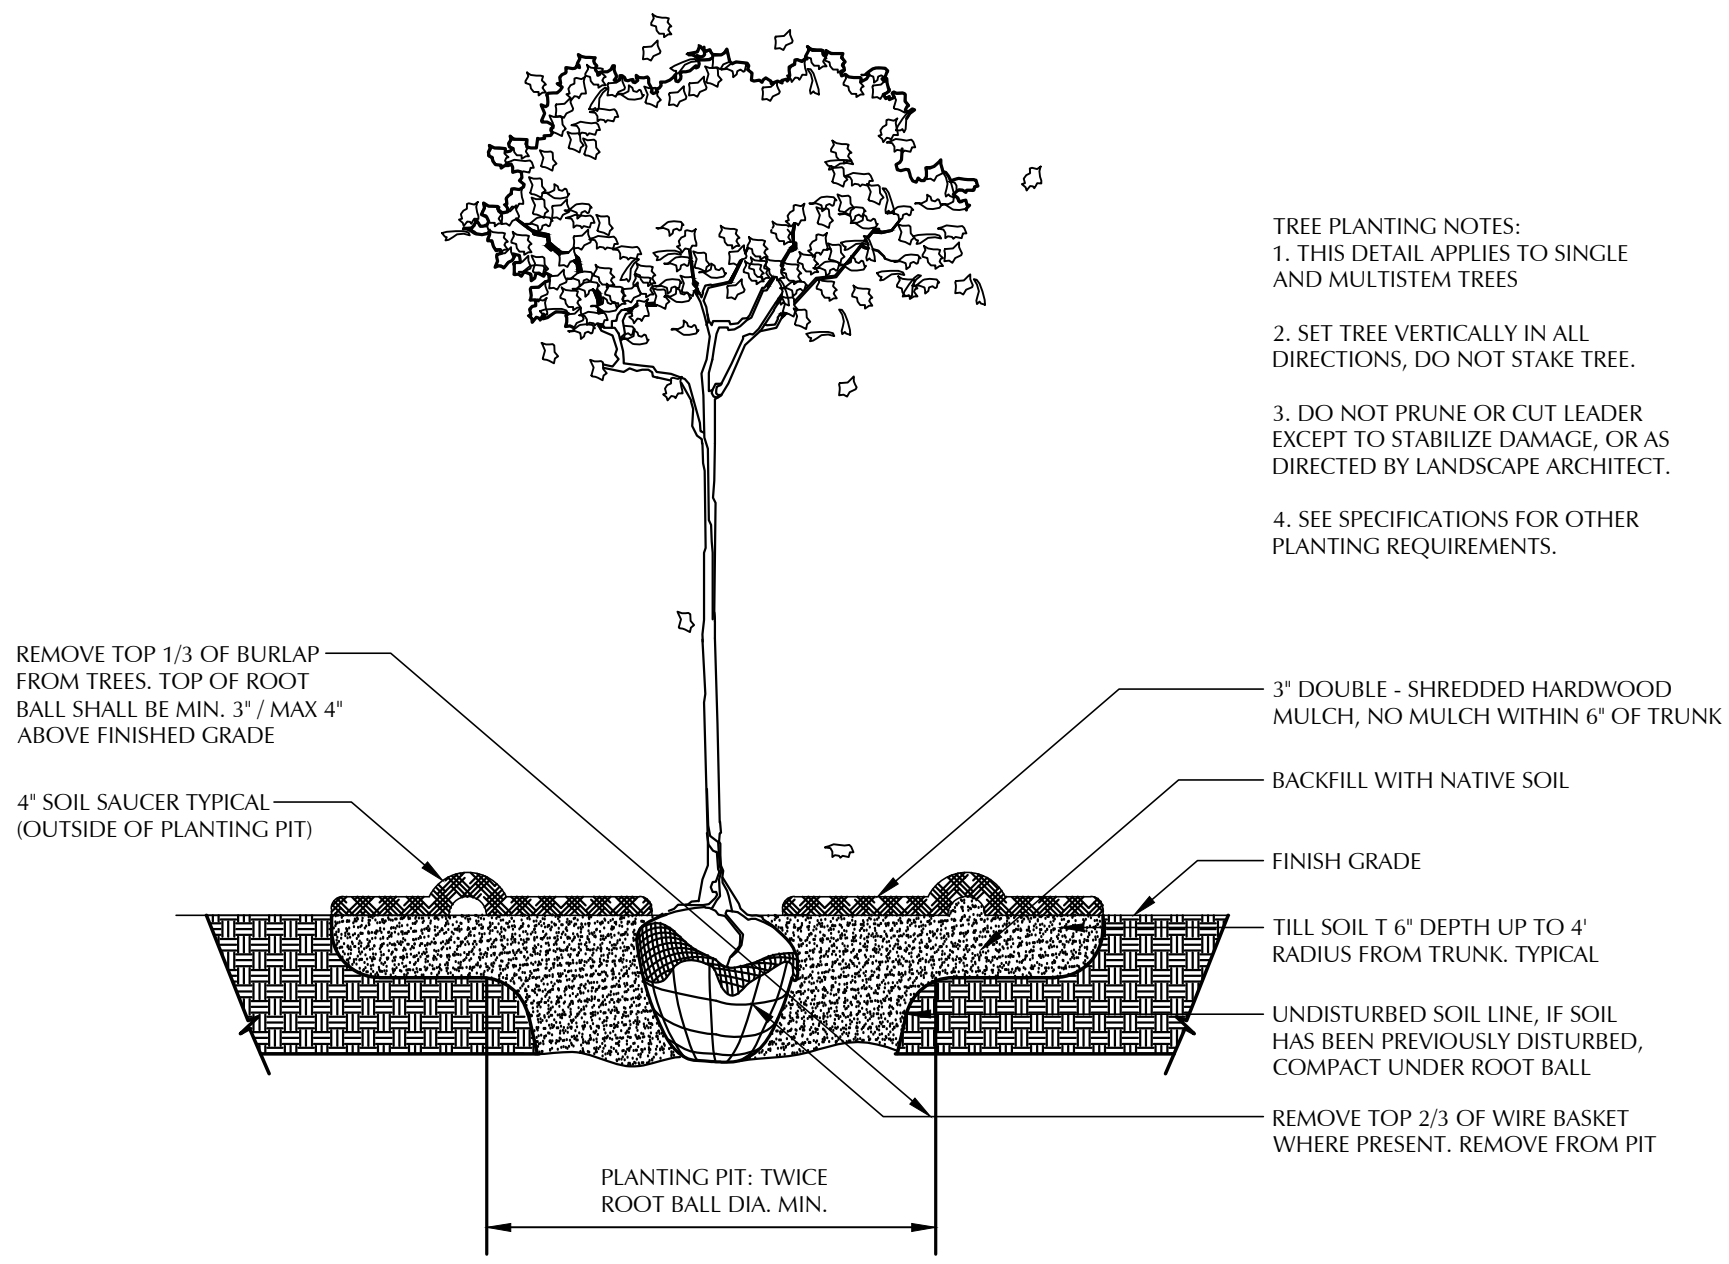 TREE PLANTING NOTES:
1. THIS DETAIL APPLIES TO SINGLE
AND MULTISTEM TREES
2. SET TREE VERTICALLY IN ALL
DIRECTIONS, DO NOT STAKE TREE.
3. DO NOT PRUNE OR CUT LEADER
EXCEPT TO STABILIZE DAMAGE, OR AS
DIRECTED BY LANDSCAPE ARCHITECT.
4. SEE SPECIFICATIONS FOR OTHER
PLANTING REQUIREMENTS.
REMOVE TOP 1/3 OF BURLAP
FROM TREES. TOP OF ROOT
BALL SHALL BE MIN. 3" / MAX 4"
ABOVE FINISHED GRADE
4" SOIL SAUCER TYPICAL
(OUTSIDE OF PLANTING PIT)
3" DOUBLE - SHREDDED HARDWOOD
MULCH, NO MULCH WITHIN 6" OF TRUNK
BACKFILL WITH NATIVE SOIL
FINISH GRADE
TILL SOIL T 6" DEPTH UP TO 4'
RADIUS FROM TRUNK. TYPICAL
UNDISTURBED SOIL LINE, IF SOIL
HAS BEEN PREVIOUSLY DISTURBED,
COMPACT UNDER ROOT BALL
REMOVE TOP 2/3 OF WIRE BASKET
WHERE PRESENT. REMOVE FROM PIT
PLANTING PIT: TWICE
ROOT BALL DIA. MIN.